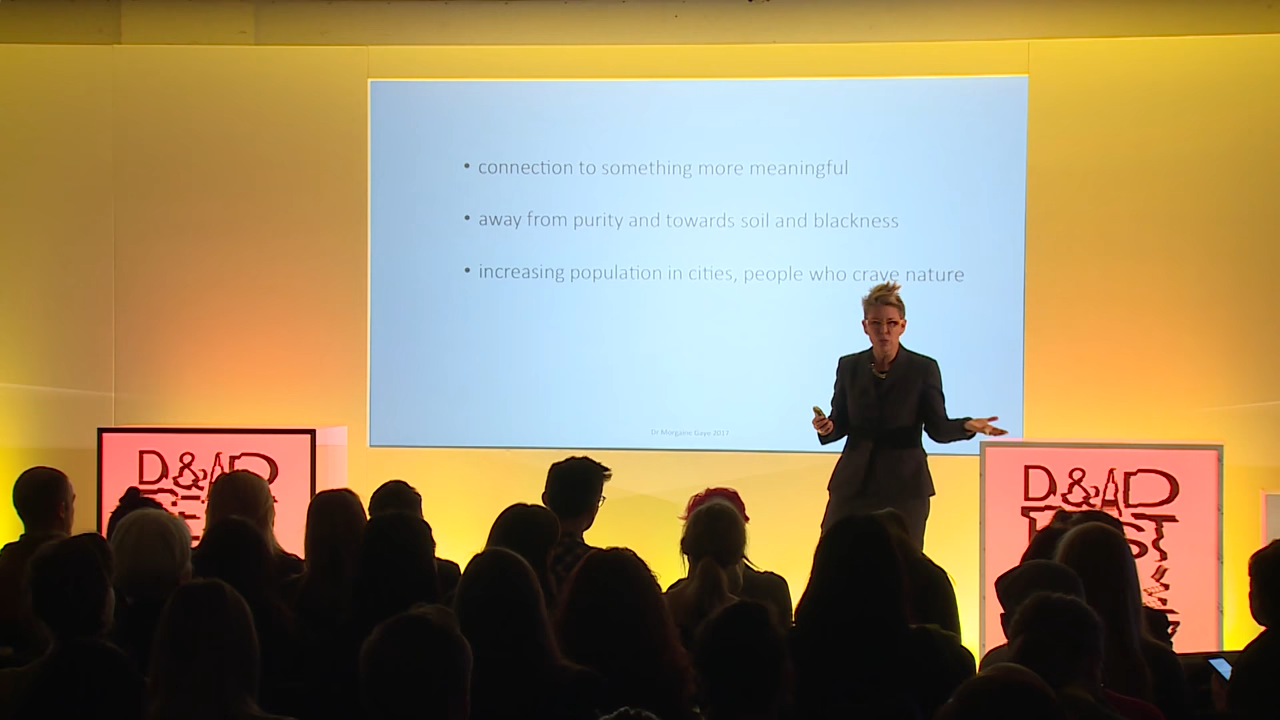 • connection to something more meaningful
• away from purity and towards soil and blackness
• increasing population in cities, people who crave nature
Dr Morgaine Gaye 2017
D&AD
D&AD